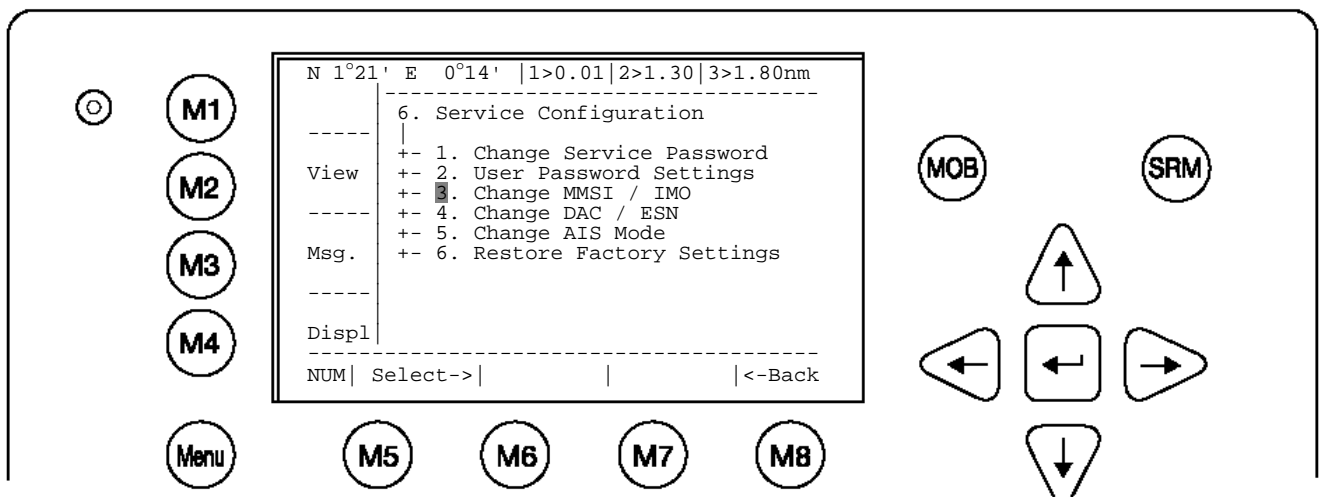 N 1°21' E 0°14' |1>0.01|2>1.30|3>1.80nm
6. Service Configuration
+- 1. Change Service Password
View +- 2. User Password Settings
+- 3. Change MMSI / IMO
+- 4. Change DAC / ESN
+- 5. Change AIS Mode
Msg. +- 6. Restore Factory Settings
Displ
NUM| Select->| | |<-Back
M1
M2
M3
M4
Menu
M5
M6
M7
M8
MOB
SRM